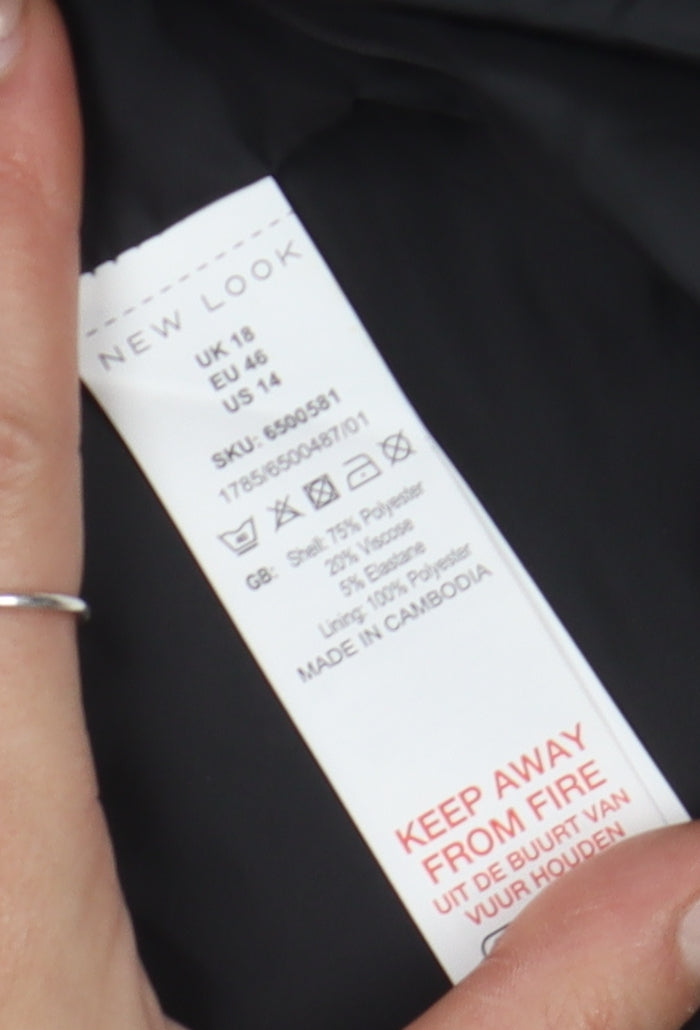 NEW LOOK
UK 18
EU 46
US 14
SKU: 6500581
1785/6500487/01
40
GB: Shell: 75% Polyester
20% Viscose
5% Elastane
Lining: 100% Polyester
MADE IN CAMBODIA
KEEP AWAY
FROM FIRE
UIT DE BUURT VAN
VUUR HOUDEN